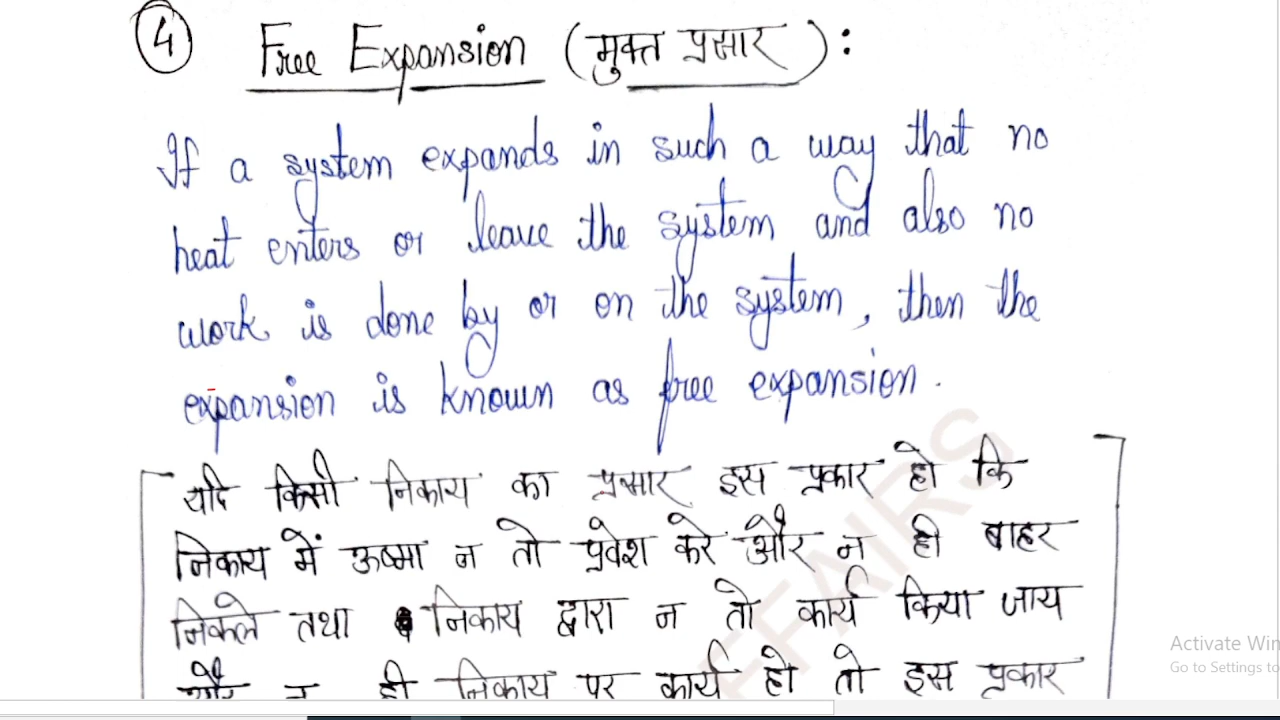 4 Free Expansion (मुक्त प्रसार):
If a system expands in such a way that no
heat enters or leave the system and also no
work is done by or on the system, then the
expansion is known as free expansion.
[यदि किसी निकाय का प्रसार इस प्रकार हो कि ]
निकाय में ऊष्मा न तो प्रवेश करे और न ही बाहर
निकले तथा निकाय द्वारा न तो कार्य किया जाय
और न ही निकाय पर कार्य हो तो इस प्रकार
FFAIRS
Activate Win
Go to Settings to